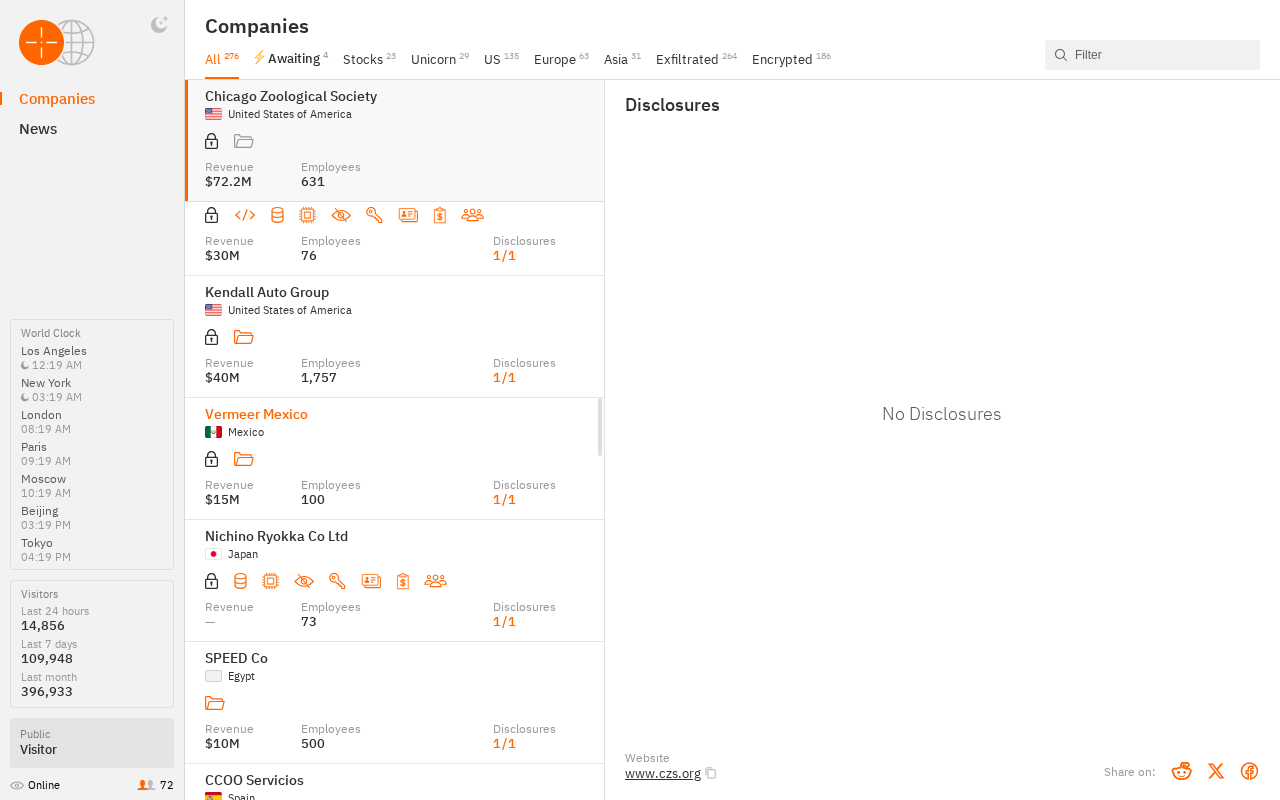 Companies
News
World Clock
Los Angeles
12:19 AM
New York
03:19 AM
London
08:19 AM
Paris
09:19 AM
Moscow
10:19 AM
Beijing
03:19 PM
Tokyo
04:19 PM
Visitors
Last 24 hours
14,856
Last 7 days
109,948
Last month
396,933
Public
Visitor
Online 72
Companies
All 276 Awaiting 4 Stocks 23 Unicorn 29 US 135 Europe 63 Asia 31 Exfiltrated 264 Encrypted 186
Filter
Chicago Zoological Society
United States of America
Revenue Employees
$72.2M 631
Revenue Employees Disclosures
$30M 76 1/1
Kendall Auto Group
United States of America
Revenue Employees Disclosures
$40M 1,757 1/1
Vermeer Mexico
Mexico
Revenue Employees Disclosures
$15M 100 1/1
Nichino Ryokka Co Ltd
Japan
Revenue Employees Disclosures
— 73 1/1
SPEED Co
Egypt
Revenue Employees Disclosures
$10M 500 1/1
CCOO Servicios
Spain
Disclosures
No Disclosures
Website
www.czs.org
Share on: